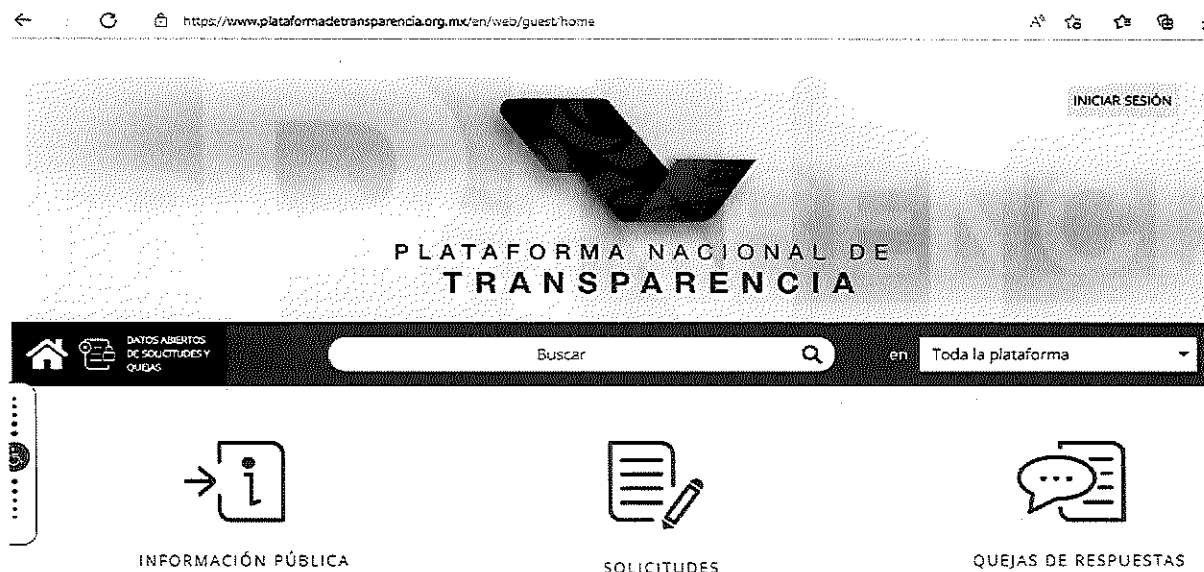 https://www.plataformadetransparencia.org.mx/en/web/guest/home
INICIAR SESIÓN
PLATAFORMA NACIONAL DE
TRANSPARENCIA
DATOS ABIERTOS
DE SOLICITUDES Y
QUEJAS
Buscar
en
Toda la plataforma
INFORMACIÓN PÚBLICA
SOLICITUDES
QUEJAS DE RESPUESTAS